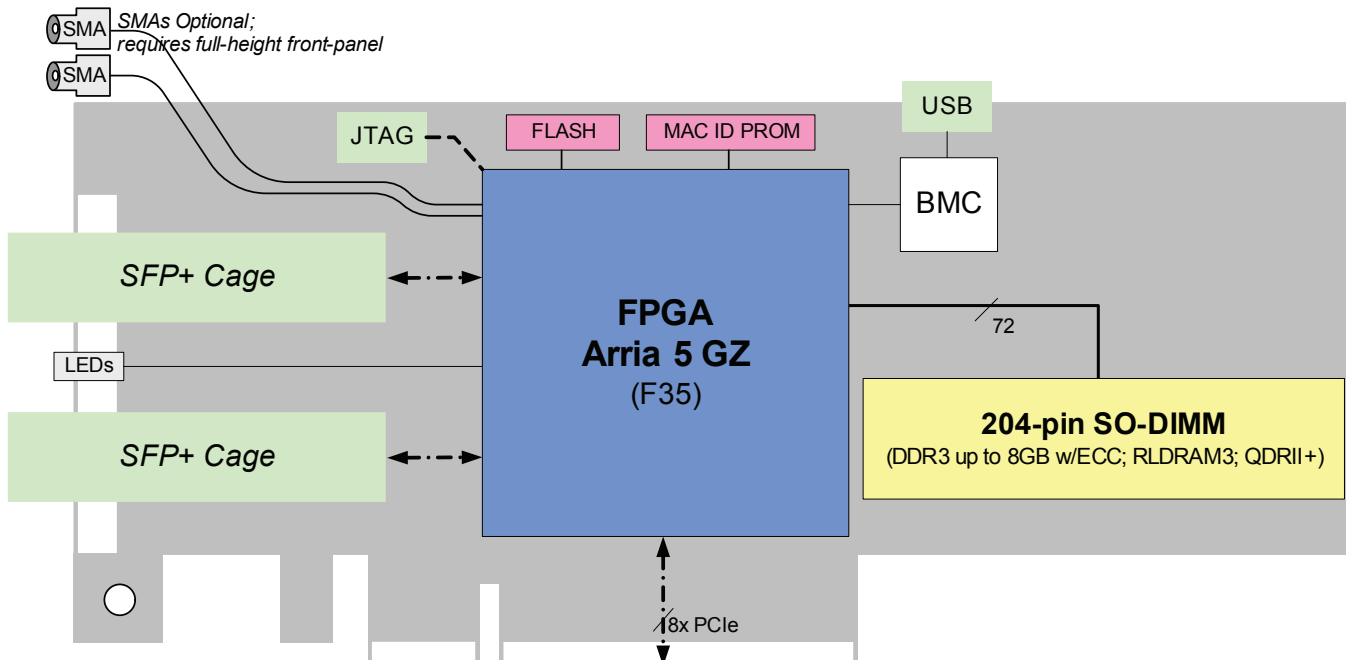 SMA
SMAs Optional;
requires full-height front-panel
SMA
USB
JTAG
FLASH
MAC ID PROM
BMC
SFP+ Cage
FPGA
Arria 5 GZ
(F35)
72
LEDs
204-pin SO-DIMM
(DDR3 up to 8GB w/ECC; RLDRAM3; QDRII+)
SFP+ Cage
8x PCIe